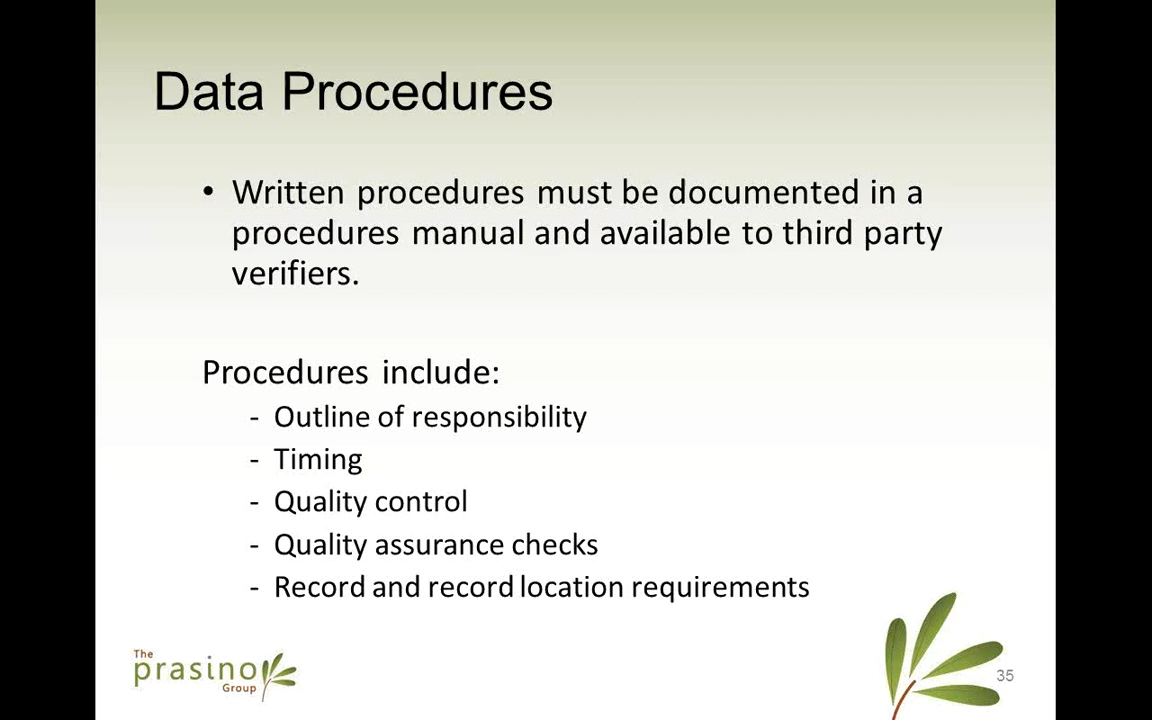 Data Procedures
• Written procedures must be documented in a
procedures manual and available to third party
verifiers.
Procedures include:
- Outline of responsibility
- Timing
- Quality control
- Quality assurance checks
- Record and record location requirements
The
prasino
Group
35